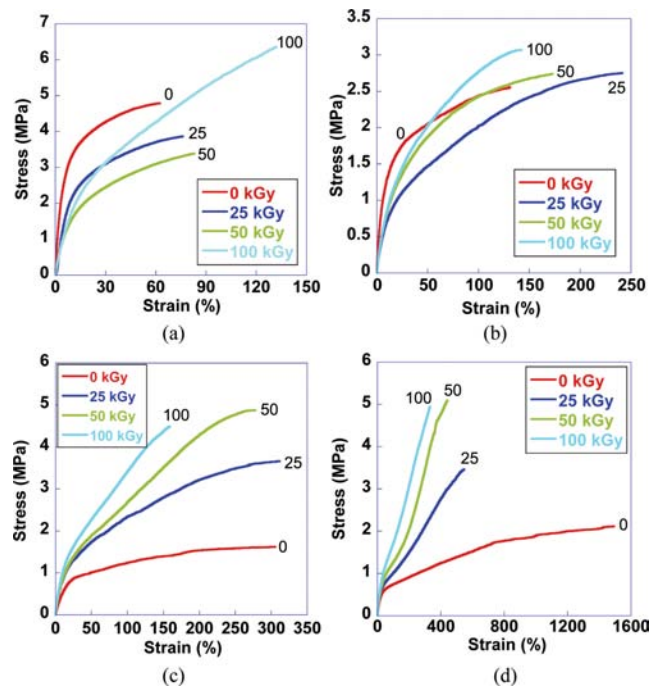 7
6
5
4
3
2
1
0
Stress (MPa)
0 30 60 90 120 150
Strain (%)
0
25
50
100
0 kGy
25 kGy
50 kGy
100 kGy
(a)
3.5
3
2.5
2
1.5
1
0.5
0
Stress (MPa)
0 50 100 150 200 250
Strain (%)
100
50
25
0
0 kGy
25 kGy
50 kGy
100 kGy
(b)
6
5
4
3
2
1
0
Stress (MPa)
0 50 100 150 200 250 300 350
Strain (%)
0 kGy
25 kGy
50 kGy
100 kGy
100
50
25
0
(c)
6
5
4
3
2
1
0
Stress (MPa)
0 400 800 1200 1600
Strain (%)
100
50
25
0
0 kGy
25 kGy
50 kGy
100 kGy
(d)